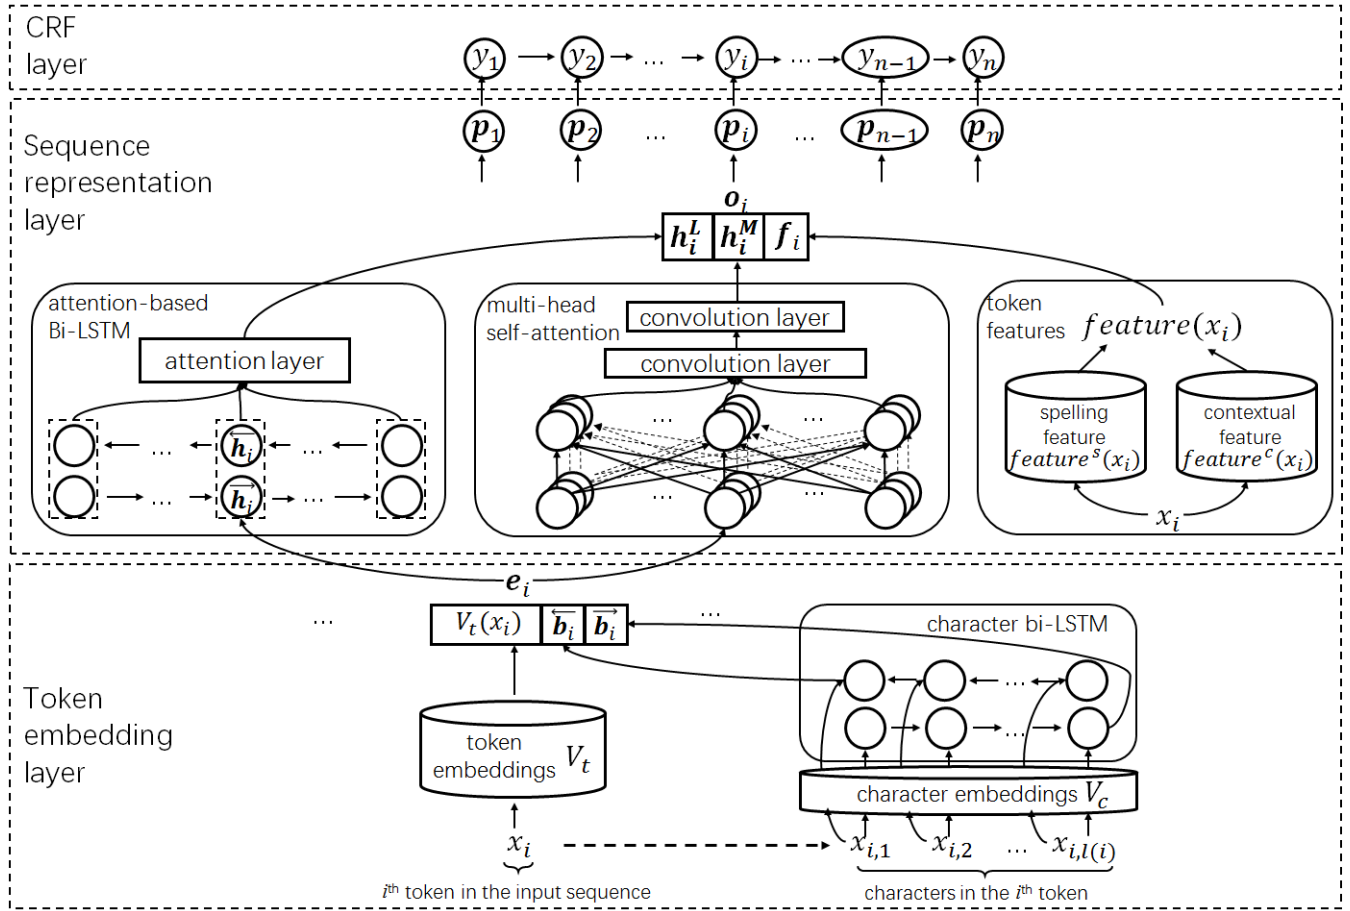 CRF
layer
y₁ y₂ ... yᵢ ... yₙ₋₁ yₙ
Sequence
representation
layer
p₁ p₂ ... pᵢ ... pₙ₋₁ pₙ
oᵢ
hᵢᴸ hᵢᴹ fᵢ
attention-based
Bi-LSTM
attention layer
... h⃖ᵢ ...
... h⃗ᵢ ...
multi-head
self-attention
convolution layer
convolution layer
... ...
... ...
token
features
feature(xᵢ)
spelling
feature
featureˢ(xᵢ)
contextual
feature
featureᶜ(xᵢ)
xᵢ
eᵢ
... Vₜ(xᵢ) b⃖ᵢ b⃗ᵢ ...
Token
embedding
layer
token
embeddings Vₜ
xᵢ
iᵗʰ token in the input sequence
character bi-LSTM
...
...
character embeddings V_c
xᵢ,₁ xᵢ,₂ ... xᵢ,ₗ₍ᵢ₎
characters in the iᵗʰ token